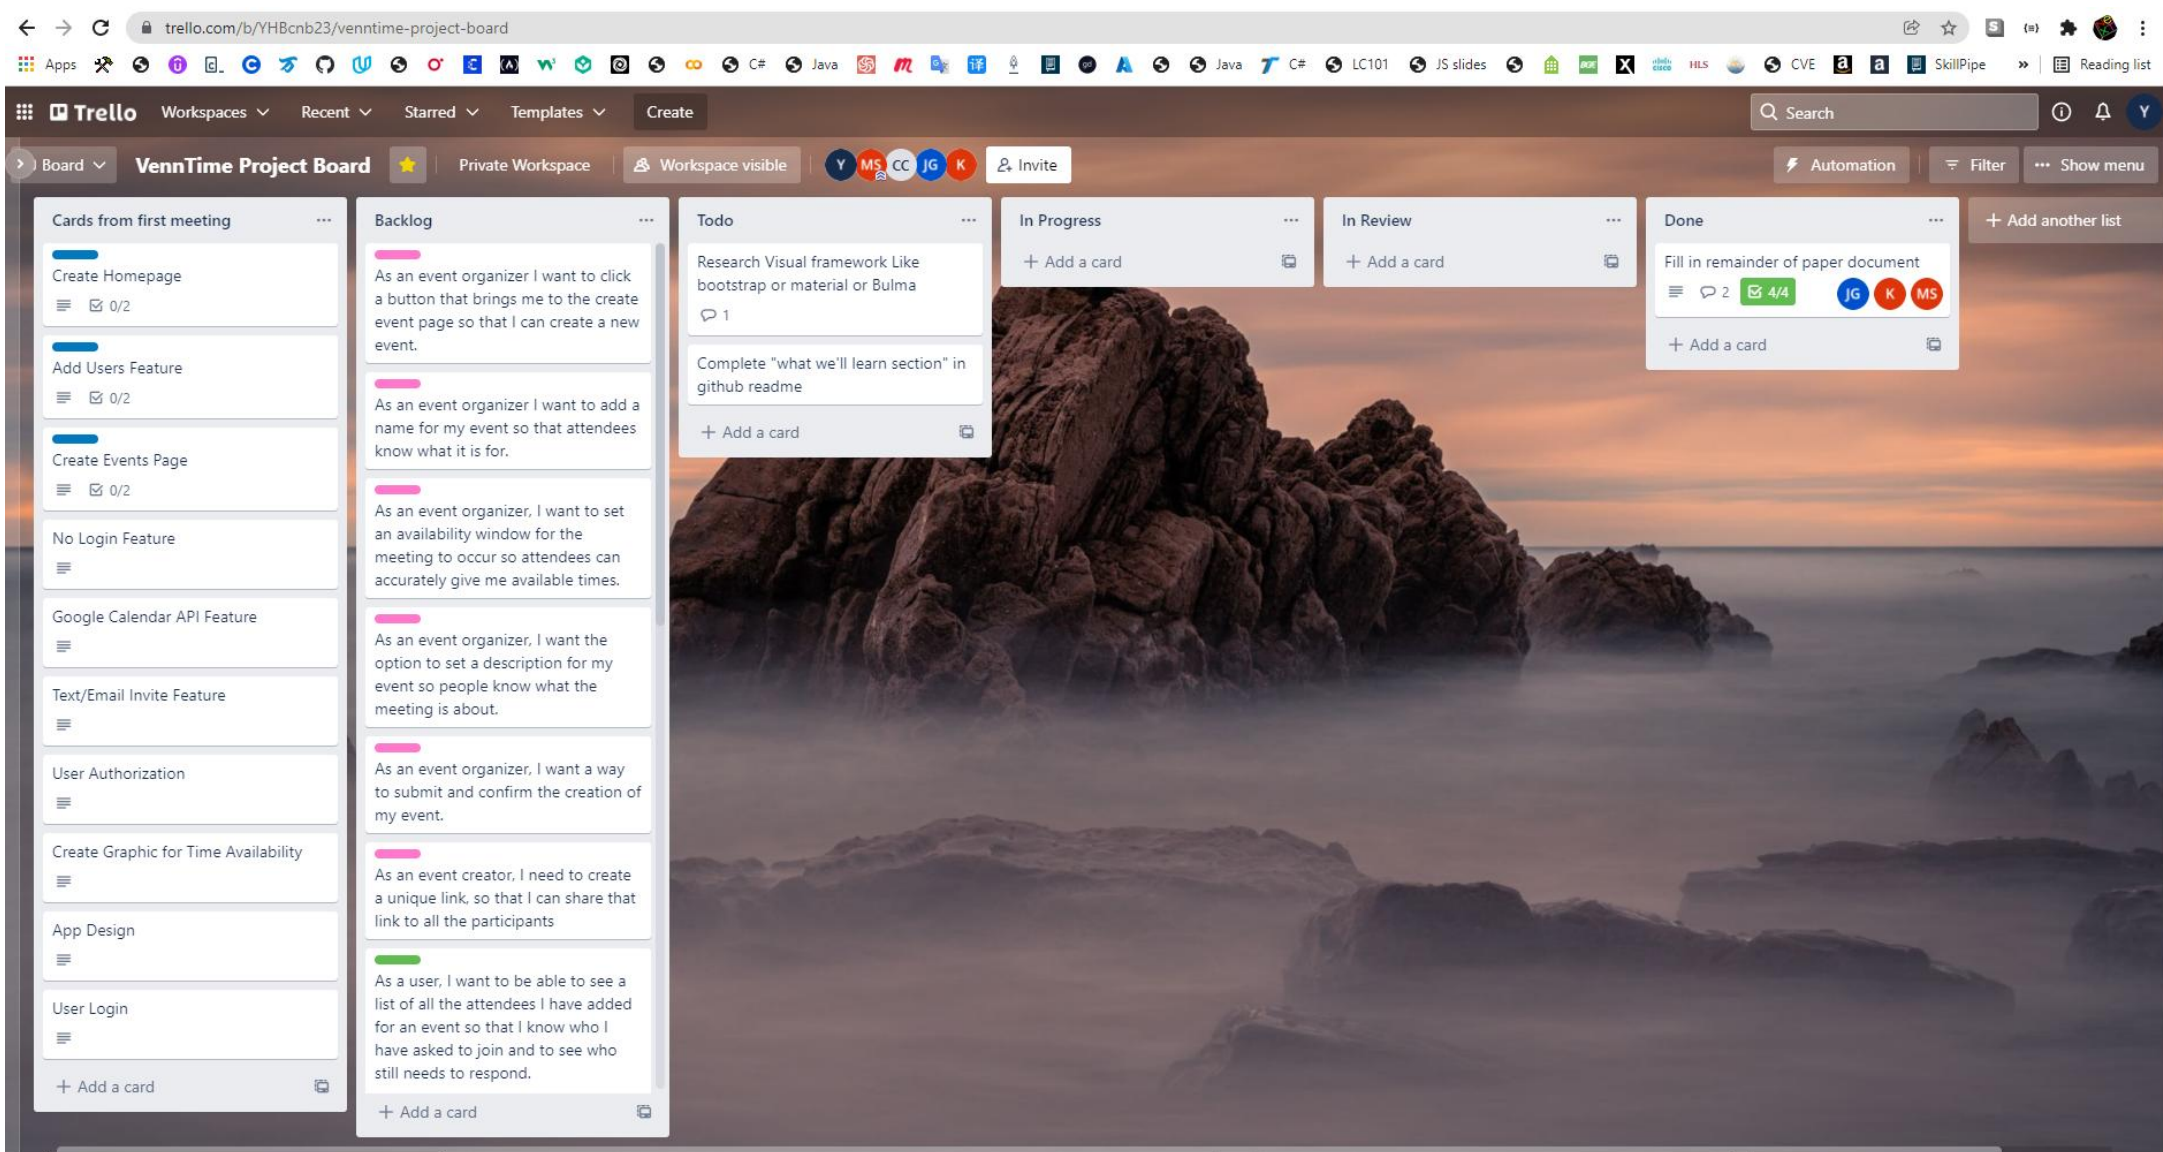 trello.com/b/YHBcnb23/venntime-project-board
Apps C# Java Java C# LC101 JS slides HLS CVE SkillPipe » Reading list
Trello Workspaces Recent Starred Templates Create Search Y
Board VennTime Project Board Private Workspace Workspace visible Y MS CC JG K Invite Automation Filter Show menu
Cards from first meeting
Create Homepage
0/2
Add Users Feature
0/2
Create Events Page
0/2
No Login Feature
Google Calendar API Feature
Text/Email Invite Feature
User Authorization
Create Graphic for Time Availability
App Design
User Login
+ Add a card
Backlog
As an event organizer I want to click
a button that brings me to the create
event page so that I can create a new
event.
As an event organizer I want to add a
name for my event so that attendees
know what it is for.
As an event organizer, I want to set
an availability window for the
meeting to occur so attendees can
accurately give me available times.
As an event organizer, I want the
option to set a description for my
event so people know what the
meeting is about.
As an event organizer, I want a way
to submit and confirm the creation of
my event.
As an event creator, I need to create
a unique link, so that I can share that
link to all the participants
As a user, I want to be able to see a
list of all the attendees I have added
for an event so that I know who I
have asked to join and to see who
still needs to respond.
+ Add a card
Todo
Research Visual framework Like
bootstrap or material or Bulma
1
Complete "what we'll learn section" in
github readme
+ Add a card
In Progress
+ Add a card
In Review
+ Add a card
Done
Fill in remainder of paper document
2 4/4 JG K MS
+ Add a card
+ Add another list